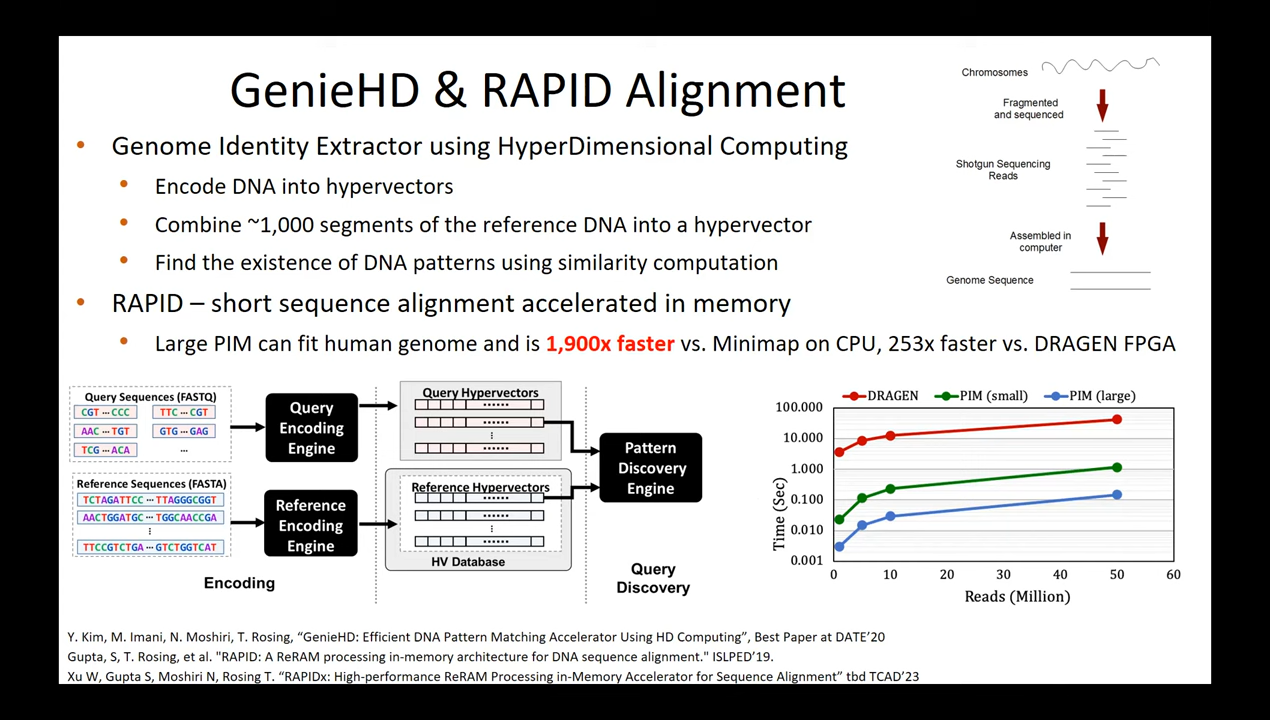 GenieHD & RAPID Alignment
• Genome Identity Extractor using HyperDimensional Computing
• Encode DNA into hypervectors
• Combine ~1,000 segments of the reference DNA into a hypervector
• Find the existence of DNA patterns using similarity computation
• RAPID – short sequence alignment accelerated in memory
• Large PIM can fit human genome and is 1,900x faster vs. Minimap on CPU, 253x faster vs. DRAGEN FPGA
Chromosomes
Fragmented
and sequenced
Shotgun Sequencing
Reads
Assembled in
computer
Genome Sequence
Query Sequences (FASTQ)
CGT ··· CCC
TTC ··· CGT
AAC ··· TGT
GTG ··· GAG
TCG ··· ACA
···
Reference Sequences (FASTA)
TCTAGATTCC ··· TTAGGGCGGT
AACTGGATGC ··· TGGCAACCGA
⋮
TTCCGTCTGA ··· GTCTGGTCAT
Query
Encoding
Engine
Reference
Encoding
Engine
Encoding
Query Hypervectors
······
······
⋮
······
Reference Hypervectors
······
······
⋮
······
HV Database
Pattern
Discovery
Engine
Query
Discovery
DRAGEN
PIM (small)
PIM (large)
100.000
10.000
1.000
0.100
0.010
0.001
Time (Sec)
0 10 20 30 40 50 60
Reads (Million)
Y. Kim, M. Imani, N. Moshiri, T. Rosing, “GenieHD: Efficient DNA Pattern Matching Accelerator Using HD Computing”, Best Paper at DATE’20
Gupta, S, T. Rosing, et al. "RAPID: A ReRAM processing in-memory architecture for DNA sequence alignment." ISLPED’19.
Xu W, Gupta S, Moshiri N, Rosing T. “RAPIDx: High-performance ReRAM Processing in-Memory Accelerator for Sequence Alignment” tbd TCAD’23